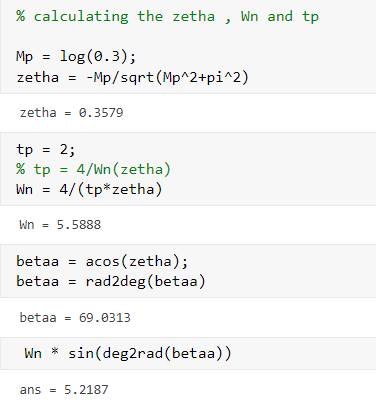 % calculating the zetha , Wn and tp
Mp = log(0.3);
zetha = -Mp/sqrt(Mp^2+pi^2)
zetha = 0.3579
tp = 2;
% tp = 4/Wn(zetha)
Wn = 4/(tp*zetha)
Wn = 5.5888
betaa = acos(zetha);
betaa = rad2deg(betaa)
betaa = 69.0313
Wn * sin(deg2rad(betaa))
ans = 5.2187